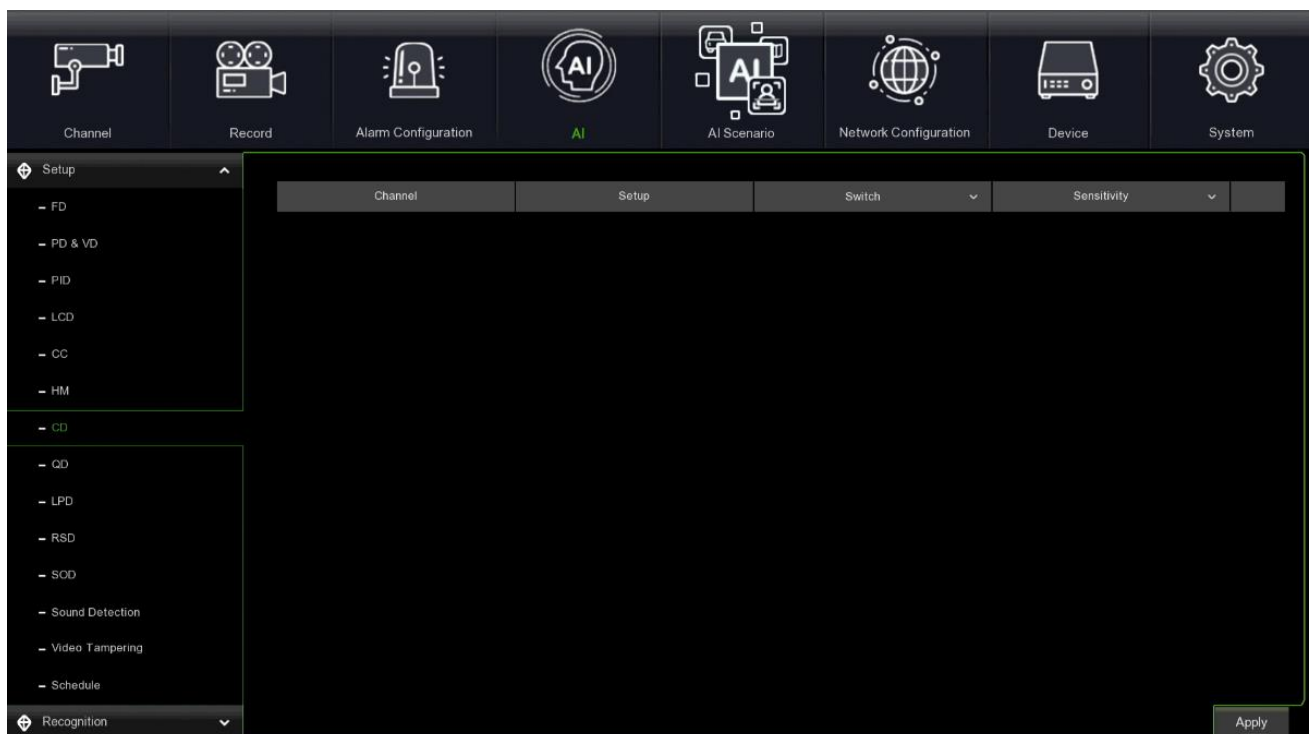 AI
AI
Channel
Record
Alarm Configuration
AI
AI Scenario
Network Configuration
Device
System
Setup
Channel
Setup
Switch
Sensitivity
– FD
– PD & VD
– PID
– LCD
– CC
– HM
– CD
– QD
– LPD
– RSD
– SOD
– Sound Detection
– Video Tampering
– Schedule
Recognition
Apply